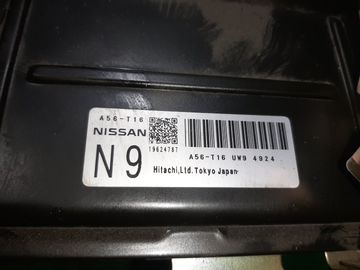 A56-T16
NISSAN
19624787
N9
A56-T16 UW9 4924
Hitachi,Ltd.Tokyo Japan